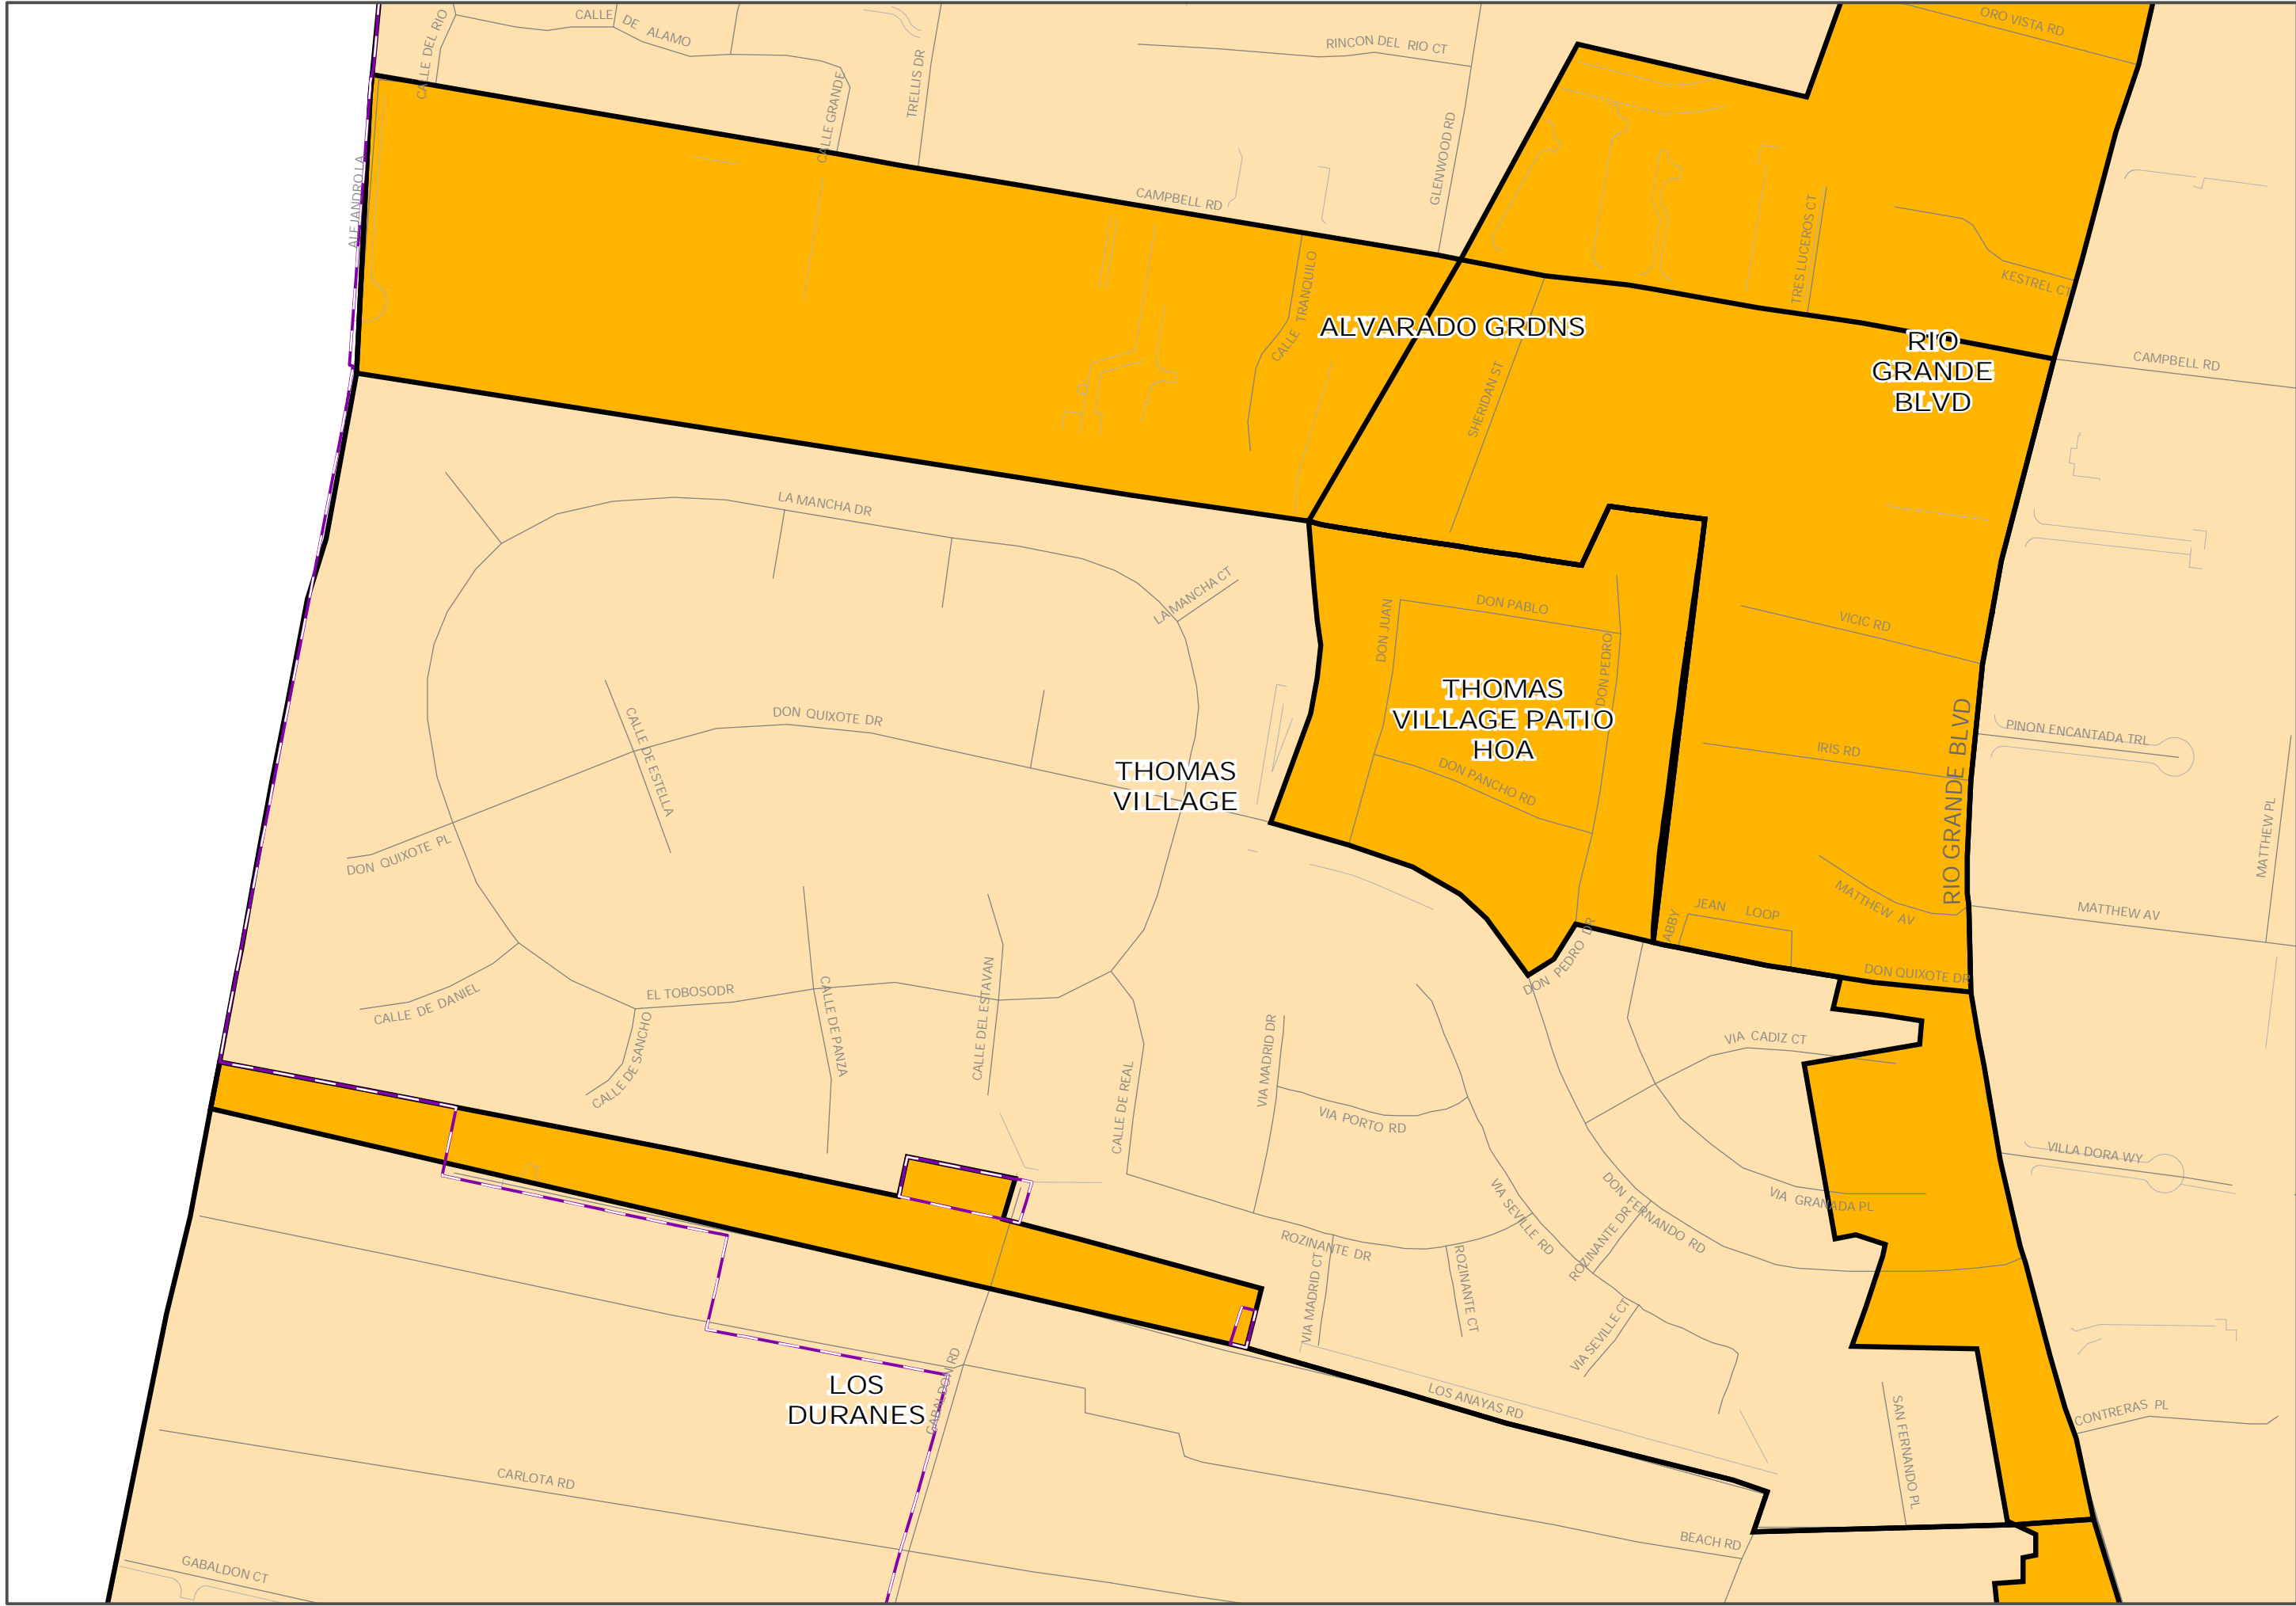 CALLE DEL RIO
CALLE DE ALAMO
CALLE GRANDE
TRELLIS DR
RINCON DEL RIO CT
GLENWOOD RD
ORO VISTA RD
ALEJANDRO LA
CAMPBELL RD
CALLE TRANQUILO
TRES LUCEROS CT
KESTREL CT
ALVARADO GRDNS
RIO
GRANDE
BLVD
CAMPBELL RD
SHERIDAN ST
LA MANCHA DR
LA MANCHA CT
DON JUAN
DON PABLO
DON PEDRO
VICIC RD
THOMAS
VILLAGE PATIO
HOA
DON PANCHO RD
IRIS RD
RIO GRANDE BLVD
PINON ENCANTADA TRL
MATTHEW PL
CALLE DE ESTELLA
DON QUIXOTE DR
THOMAS
VILLAGE
DON QUIXOTE PL
ABBY
JEAN LOOP
MATTHEW AV
MATTHEW AV
DON PEDRO DR
DON QUIXOTE DR
CALLE DE DANIEL
EL TOBOSODR
CALLE DE SANCHO
CALLE DE PANZA
CALLE DEL ESTAVAN
CALLE DE REAL
VIA MADRID DR
VIA PORTO RD
VIA CADIZ CT
VIA GRANADA PL
VILLA DORA WY
VIA SEVILLE RD
DON FERNANDO RD
ROZINANTE DR
ROZINANTE DR
VIA MADRID CT
ROZINANTE CT
VIA SEVILLE CT
LOS
DURANES
GABALDON RD
LOS ANAYAS RD
SAN FERNANDO PL
CONTRERAS PL
CARLOTA RD
BEACH RD
GABALDON CT